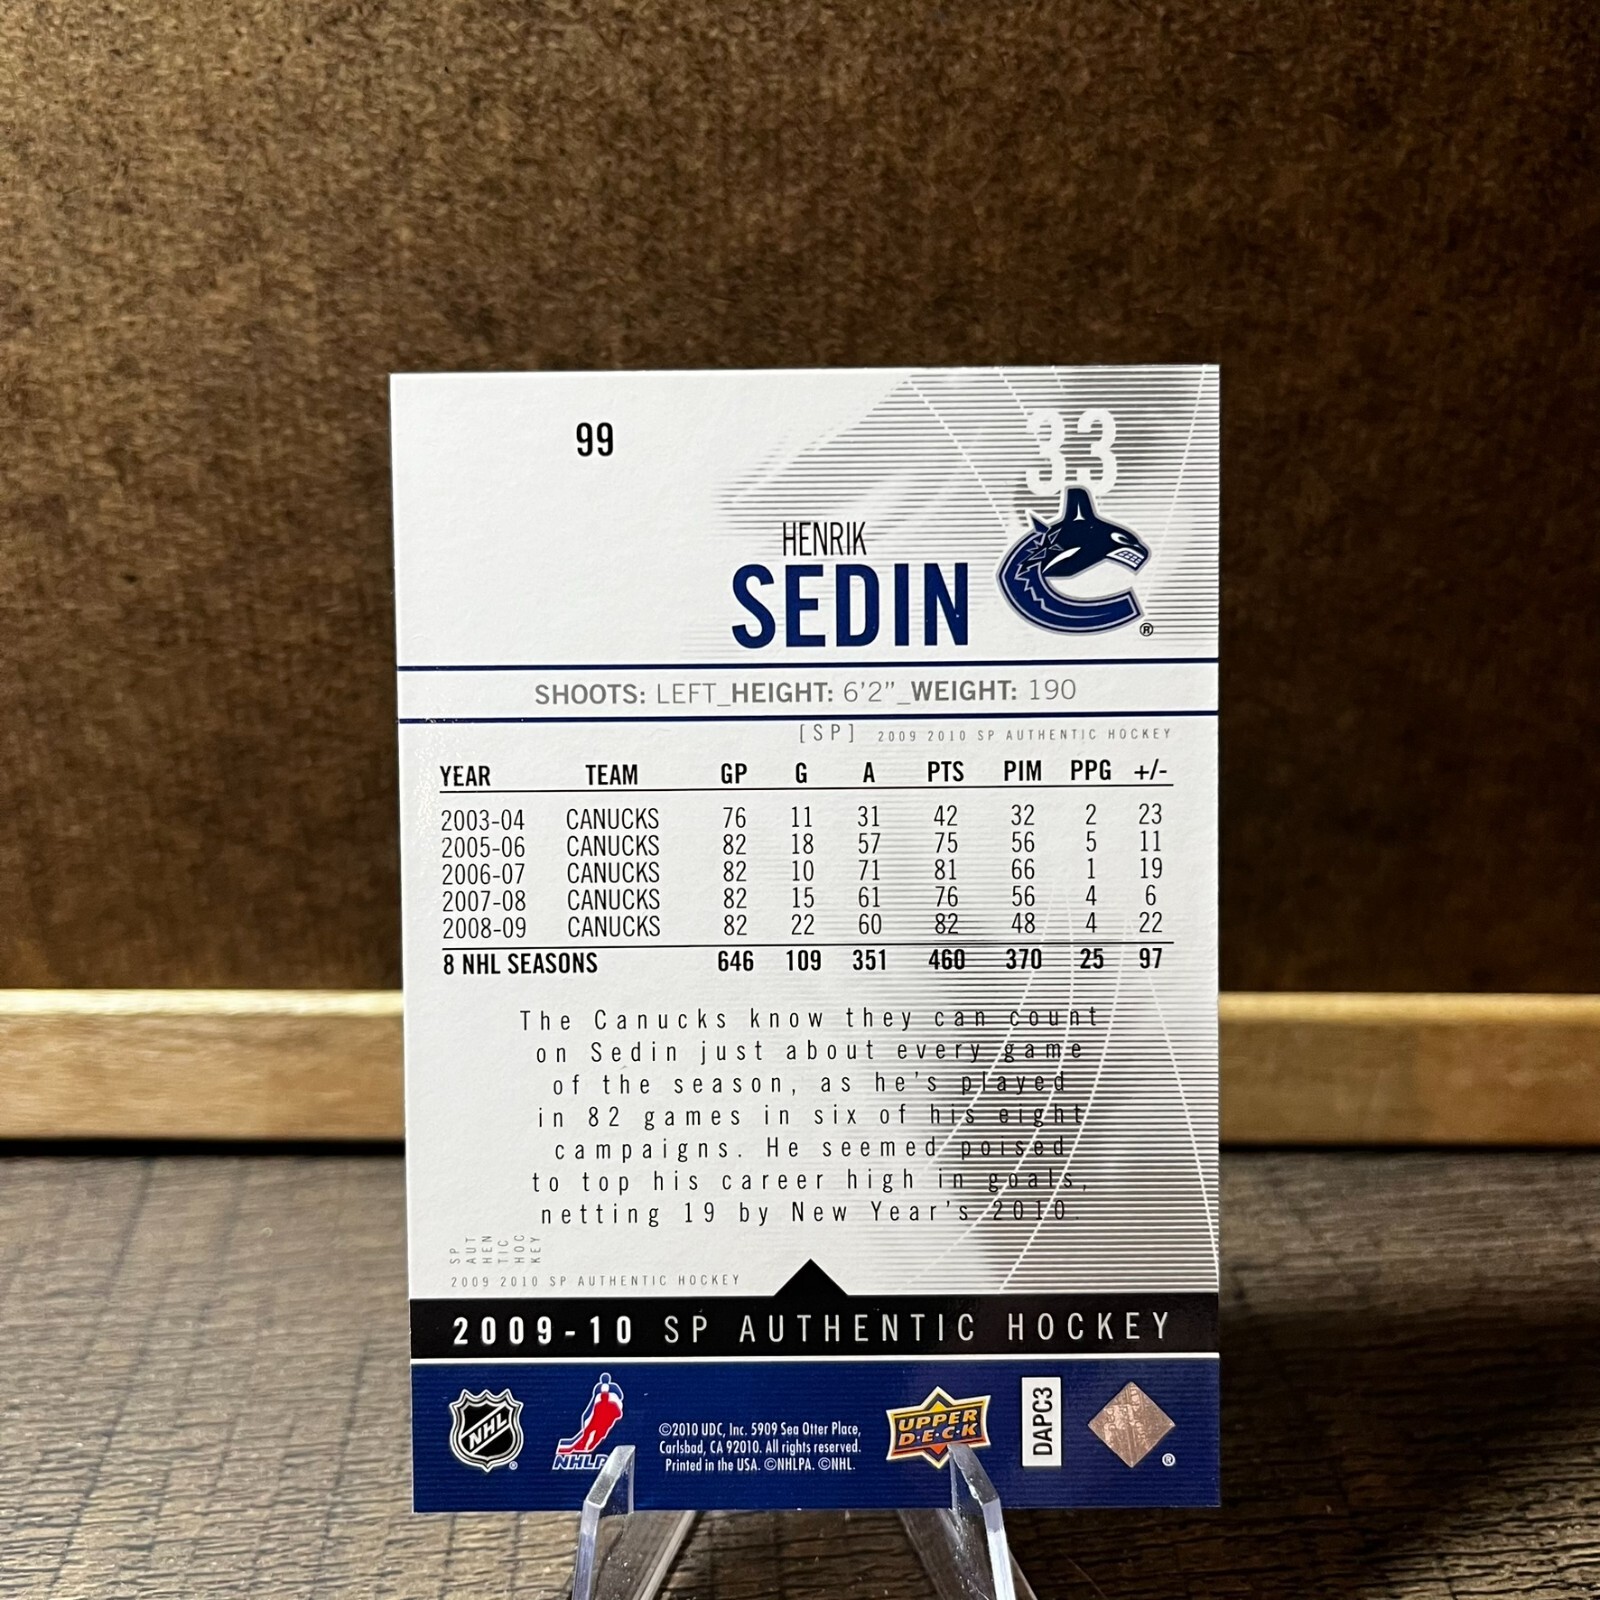 99
33
HENRIK
SEDIN
®
SHOOTS: LEFT_HEIGHT: 6'2"_WEIGHT: 190
[SP] 2009 2010 SP AUTHENTIC HOCKEY
YEAR TEAM GP G A PTS PIM PPG +/-
2003-04 CANUCKS 76 11 31 42 32 2 23
2005-06 CANUCKS 82 18 57 75 56 5 11
2006-07 CANUCKS 82 10 71 81 66 1 19
2007-08 CANUCKS 82 15 61 76 56 4 6
2008-09 CANUCKS 82 22 60 82 48 4 22
8 NHL SEASONS 646 109 351 460 370 25 97
The Canucks know they can count
on Sedin just about every game
of the season, as he's played
in 82 games in six of his eight
campaigns. He seemed poised
to top his career high in goals,
netting 19 by New Year's 2010.
SP
AUT
HEN
TIC
HOC
KEY
2009 2010 SP AUTHENTIC HOCKEY
2009-10 SP AUTHENTIC HOCKEY
NHL
NHLPA
©2010 UDC, Inc. 5909 Sea Otter Place,
Carlsbad, CA 92010. All rights reserved.
Printed in the USA. ©NHLPA. ©NHL.
UPPER
D·E·C·K
DAPC3
®